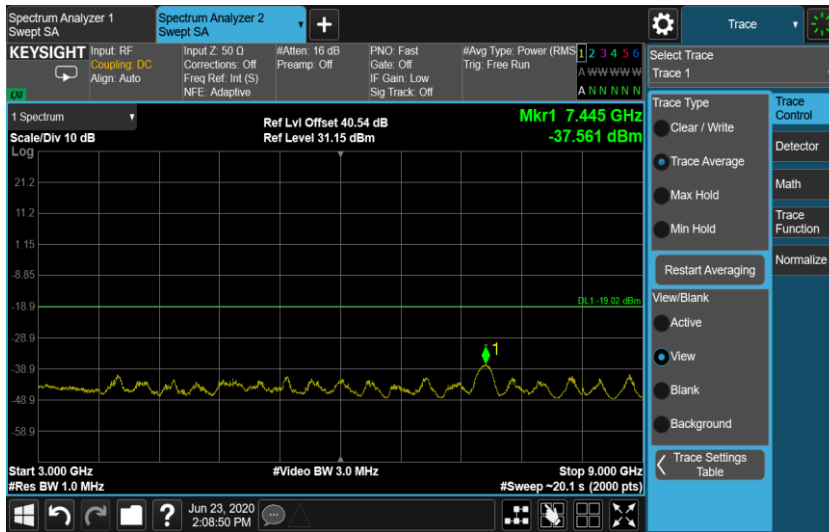 Spectrum Analyzer 1
Swept SA
Spectrum Analyzer 2
Swept SA
+
Trace
KEYSIGHT
Input: RF
Coupling: DC
Align: Auto
Input Z: 50 Ω
Corrections: Off
Freq Ref: Int (S)
NFE: Adaptive
#Atten: 16 dB
Preamp: Off
PNO: Fast
Gate: Off
IF Gain: Low
Sig Track: Off
#Avg Type: Power (RMS
Trig: Free Run
1 2 3 4 5 6
A W W W W W
A N N N N N
LXI
Select Trace
Trace 1
1 Spectrum
Scale/Div 10 dB
Log
Ref Lvl Offset 40.54 dB
Ref Level 31.15 dBm
Mkr1 7.445 GHz
-37.561 dBm
21.2
11.2
1.15
-8.85
-18.9
-28.9
-38.9
-48.9
-58.9
DL1 -19.02 dBm
1
Start 3.000 GHz
#Res BW 1.0 MHz
#Video BW 3.0 MHz
Stop 9.000 GHz
#Sweep ~20.1 s (2000 pts)
Trace Type
Clear / Write
Trace Average
Max Hold
Min Hold
Restart Averaging
View/Blank
Active
View
Blank
Background
Trace Settings
Table
Trace
Control
Detector
Math
Trace
Function
Normalize
?
Jun 23, 2020
2:08:50 PM